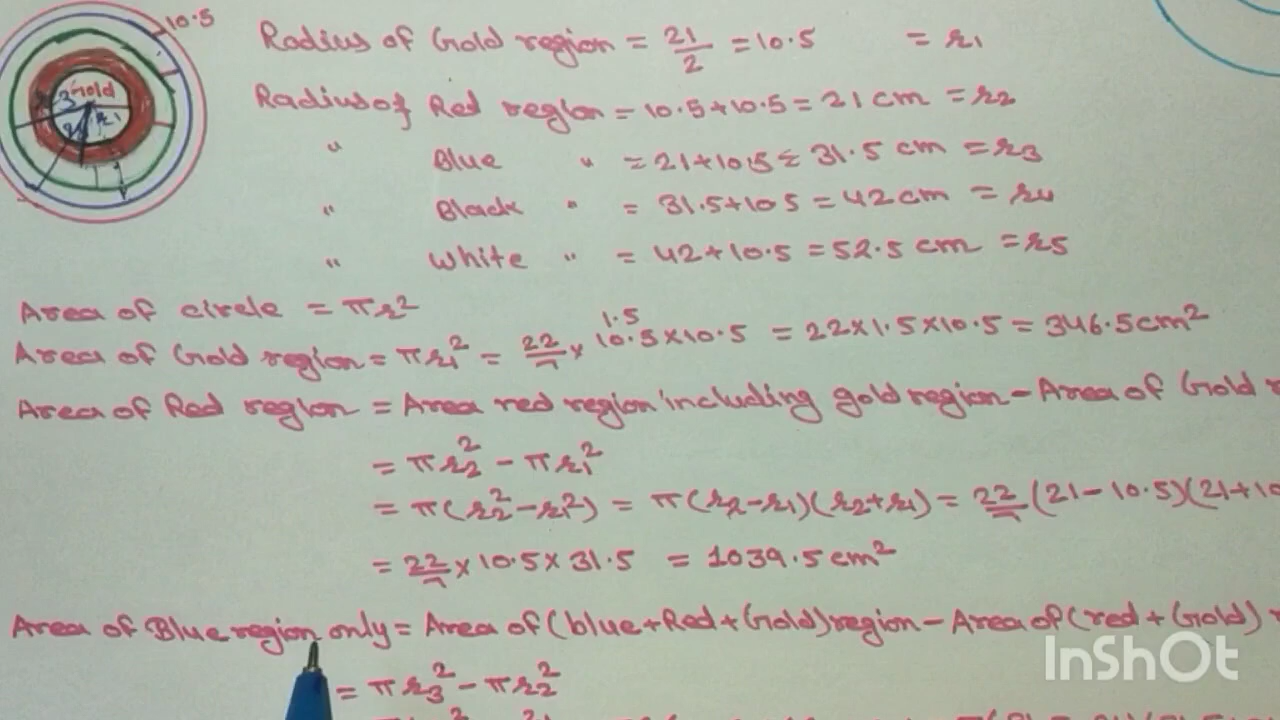 10.5
Gold
r1
Radius of Gold region = 21/2 = 10.5 = r1
Radius of Red region = 10.5+10.5 = 21 cm = r2
" Blue " = 21+10.5 = 31.5 cm = r3
" Black " = 31.5+10 5 = 42 cm = r4
" White " = 42+10.5 = 52.5 cm = r5
Area of circle = πr²
1.5
Area of Gold region = πr1² = 22/7 × 10.5×10.5 = 22×1.5×10.5 = 346.5cm²
Area of Red region = Area red region including gold region - Area of Gold r
= πr2² - πr1²
= π(r2² - r1²) = π(r2-r1)(r2+r1) = 22/7 (21-10.5)(21+10
= 22/7 × 10.5 × 31.5 = 1039.5 cm²
Area of Blue region only = Area of (blue+Red+Gold) region - Area of (red+Gold)
= πr3² - πr2²
InShOt